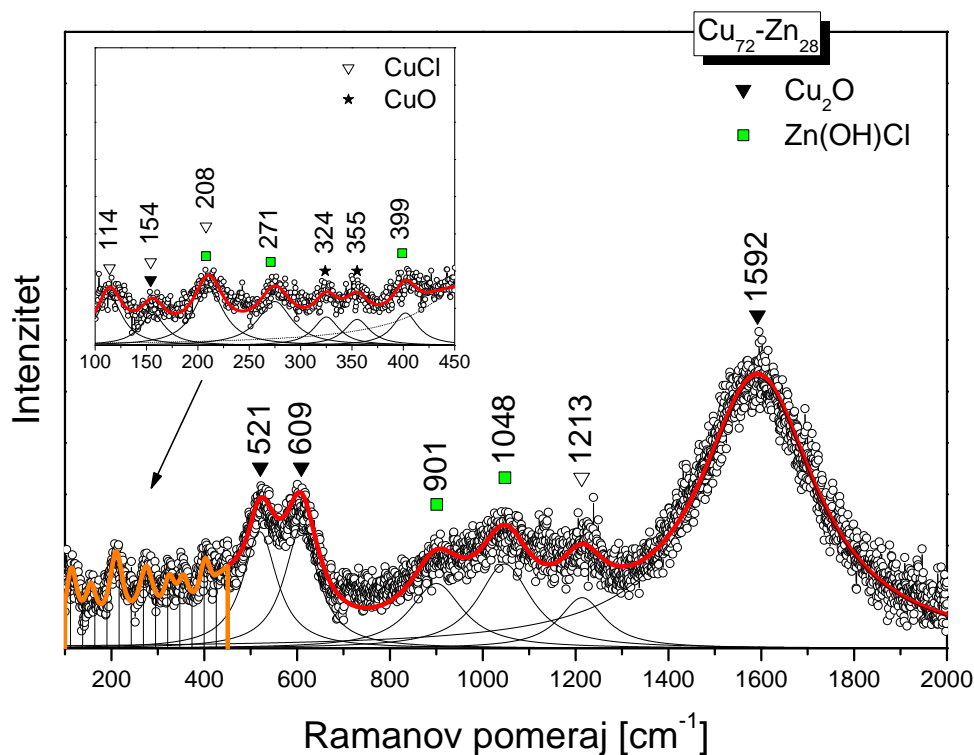 Cu₇₂-Zn₂₈
Cu₂O
Zn(OH)Cl
CuCl
CuO
114
154
208
271
324
355
399
100 150 200 250 300 350 400 450
521
609
901
1048
1213
1592
Intenzitet
200 400 600 800 1000 1200 1400 1600 1800 2000
Ramanov pomeraj [cm⁻¹]